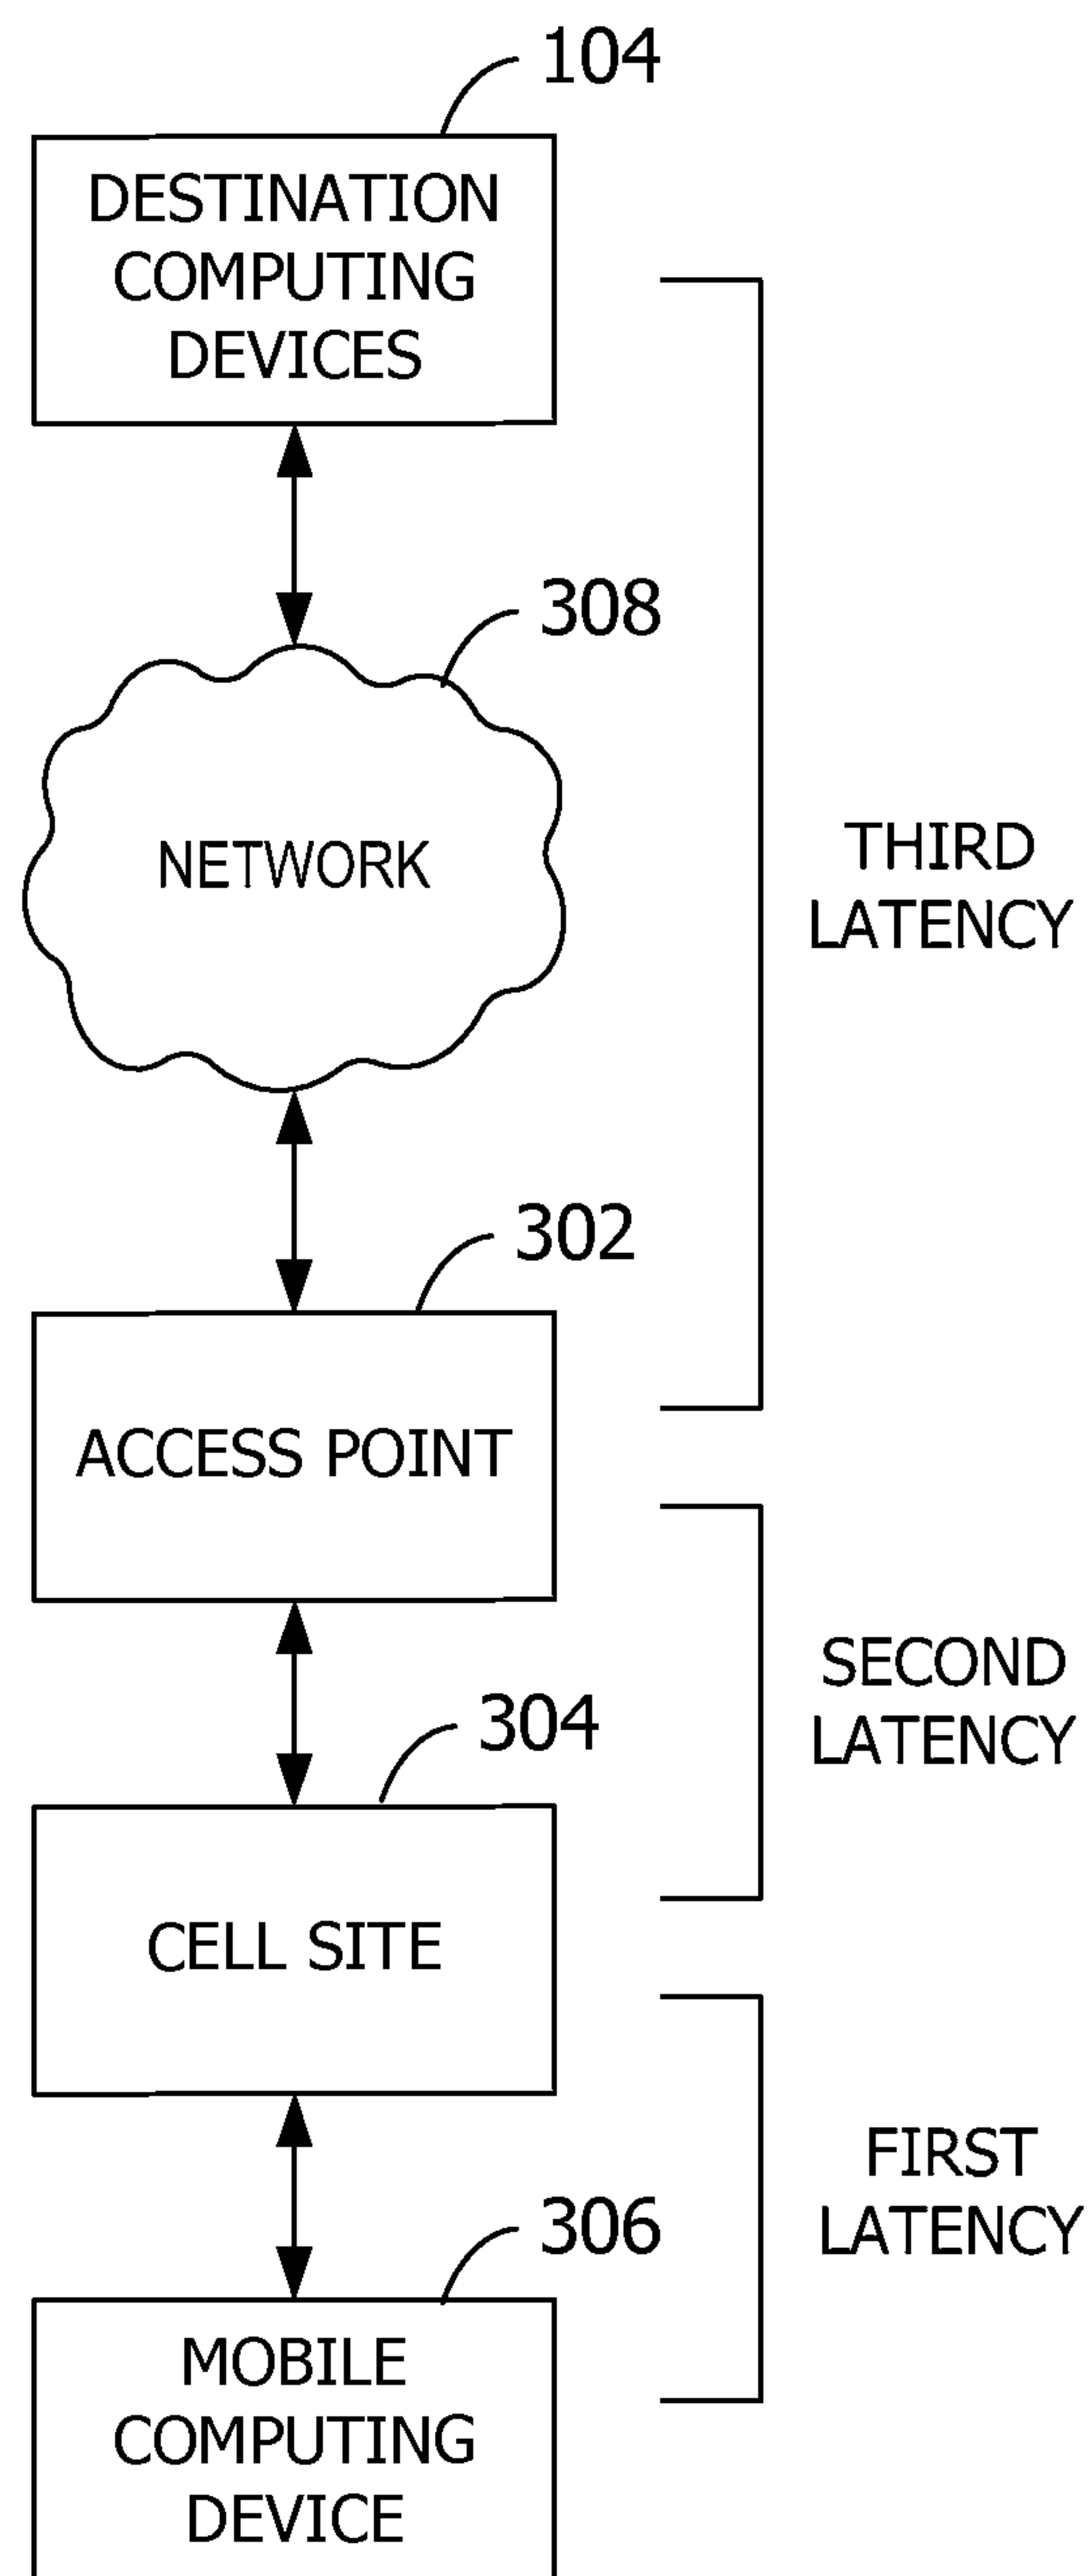 104
DESTINATION
COMPUTING
DEVICES
308
NETWORK
THIRD
LATENCY
302
ACCESS POINT
SECOND
LATENCY
304
CELL SITE
FIRST
LATENCY
306
MOBILE
COMPUTING
DEVICE